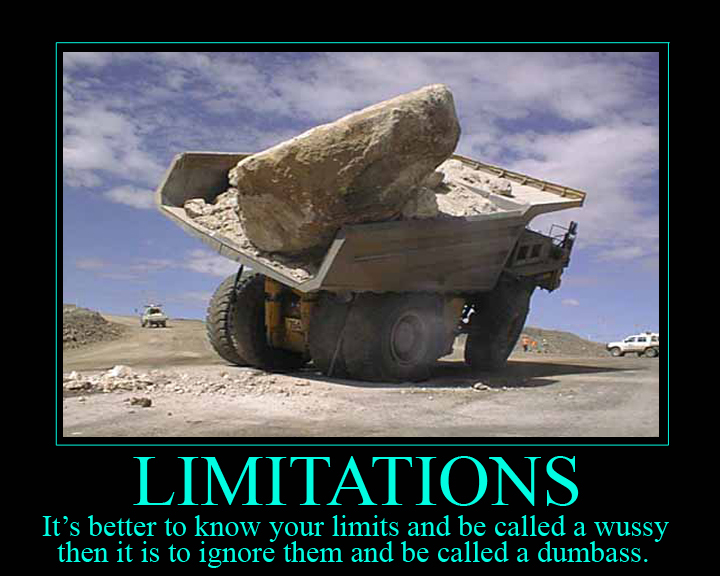 LIMITATIONS
It’s better to know your limits and be called a wussy
then it is to ignore them and be called a dumbass.